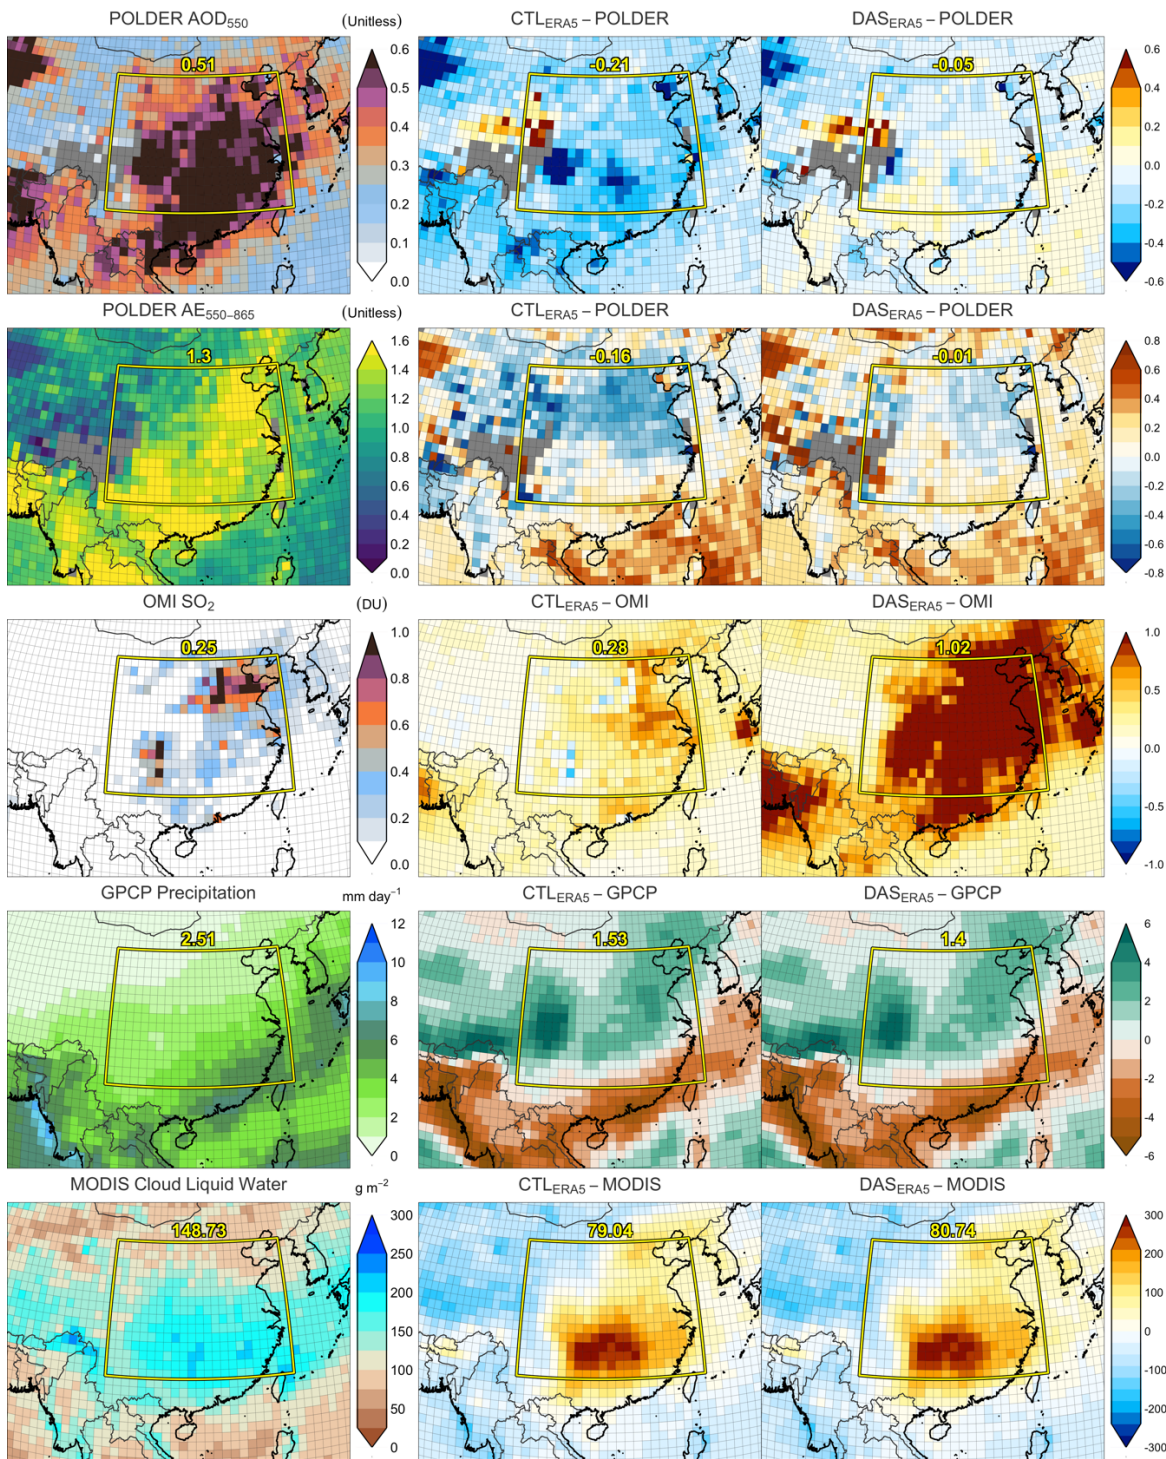 POLDER AOD550 (Unitless) CTLERA5 – POLDER DASERA5 – POLDER
0.51 -0.21 -0.05
0.6 0.5 0.4 0.3 0.2 0.1 0.0
0.6 0.4 0.2 0.0 -0.2 -0.4 -0.6
POLDER AE550–865 (Unitless) CTLERA5 – POLDER DASERA5 – POLDER
1.3 -0.16 -0.01
1.6 1.4 1.2 1.0 0.8 0.6 0.4 0.2 0.0
0.8 0.6 0.4 0.2 0.0 -0.2 -0.4 -0.6 -0.8
OMI SO2 (DU) CTLERA5 – OMI DASERA5 – OMI
0.25 0.28 1.02
1.0 0.8 0.6 0.4 0.2 0.0
1.0 0.5 0.0 -0.5 -1.0
GPCP Precipitation mm day−1 CTLERA5 – GPCP DASERA5 – GPCP
2.51 1.53 1.4
12 10 8 6 4 2 0
6 4 2 0 -2 -4 -6
MODIS Cloud Liquid Water g m−2 CTLERA5 – MODIS DASERA5 – MODIS
148.73 79.04 80.74
300 250 200 150 100 50 0
300 200 100 0 -100 -200 -300